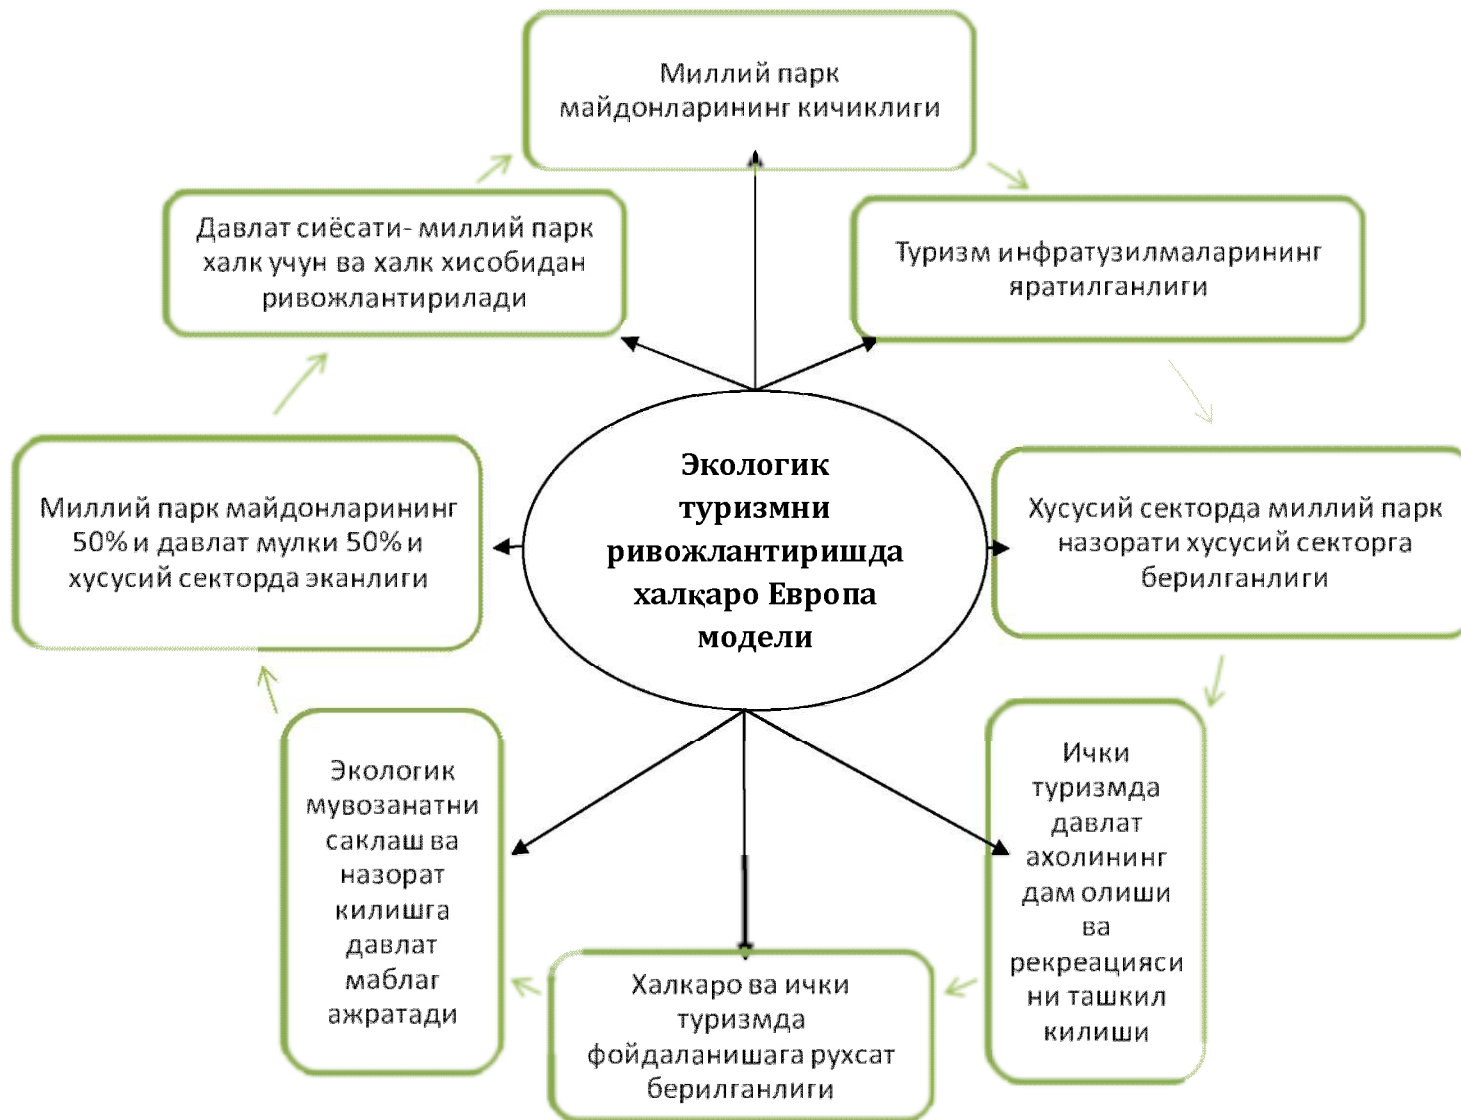 Миллий парк
майдонларининг кичиклиги
Давлат сиёсати- миллий парк
халк учун ва халк хисобидан
ривожлантирилади
Туризм инфратузилмаларининг
яратилганлиги
Экологик
туризмни
ривожлантиришда
халқаро Европа
модели
Миллий парк майдонларининг
50% и давлат мулки 50% и
хусусий секторда эканлиги
Хусусий секторда миллий парк
назорати хусусий секторга
берилганлиги
Экологик
мувозанатни
саклаш ва
назорат
килишга
давлат
маблаг
ажратади
Халкаро ва ички
туризмда
фойдаланишага рухсат
берилганлиги
Ички
туризмда
давлат
ахолининг
дам олиши
ва
рекреацияси
ни ташкил
килиши